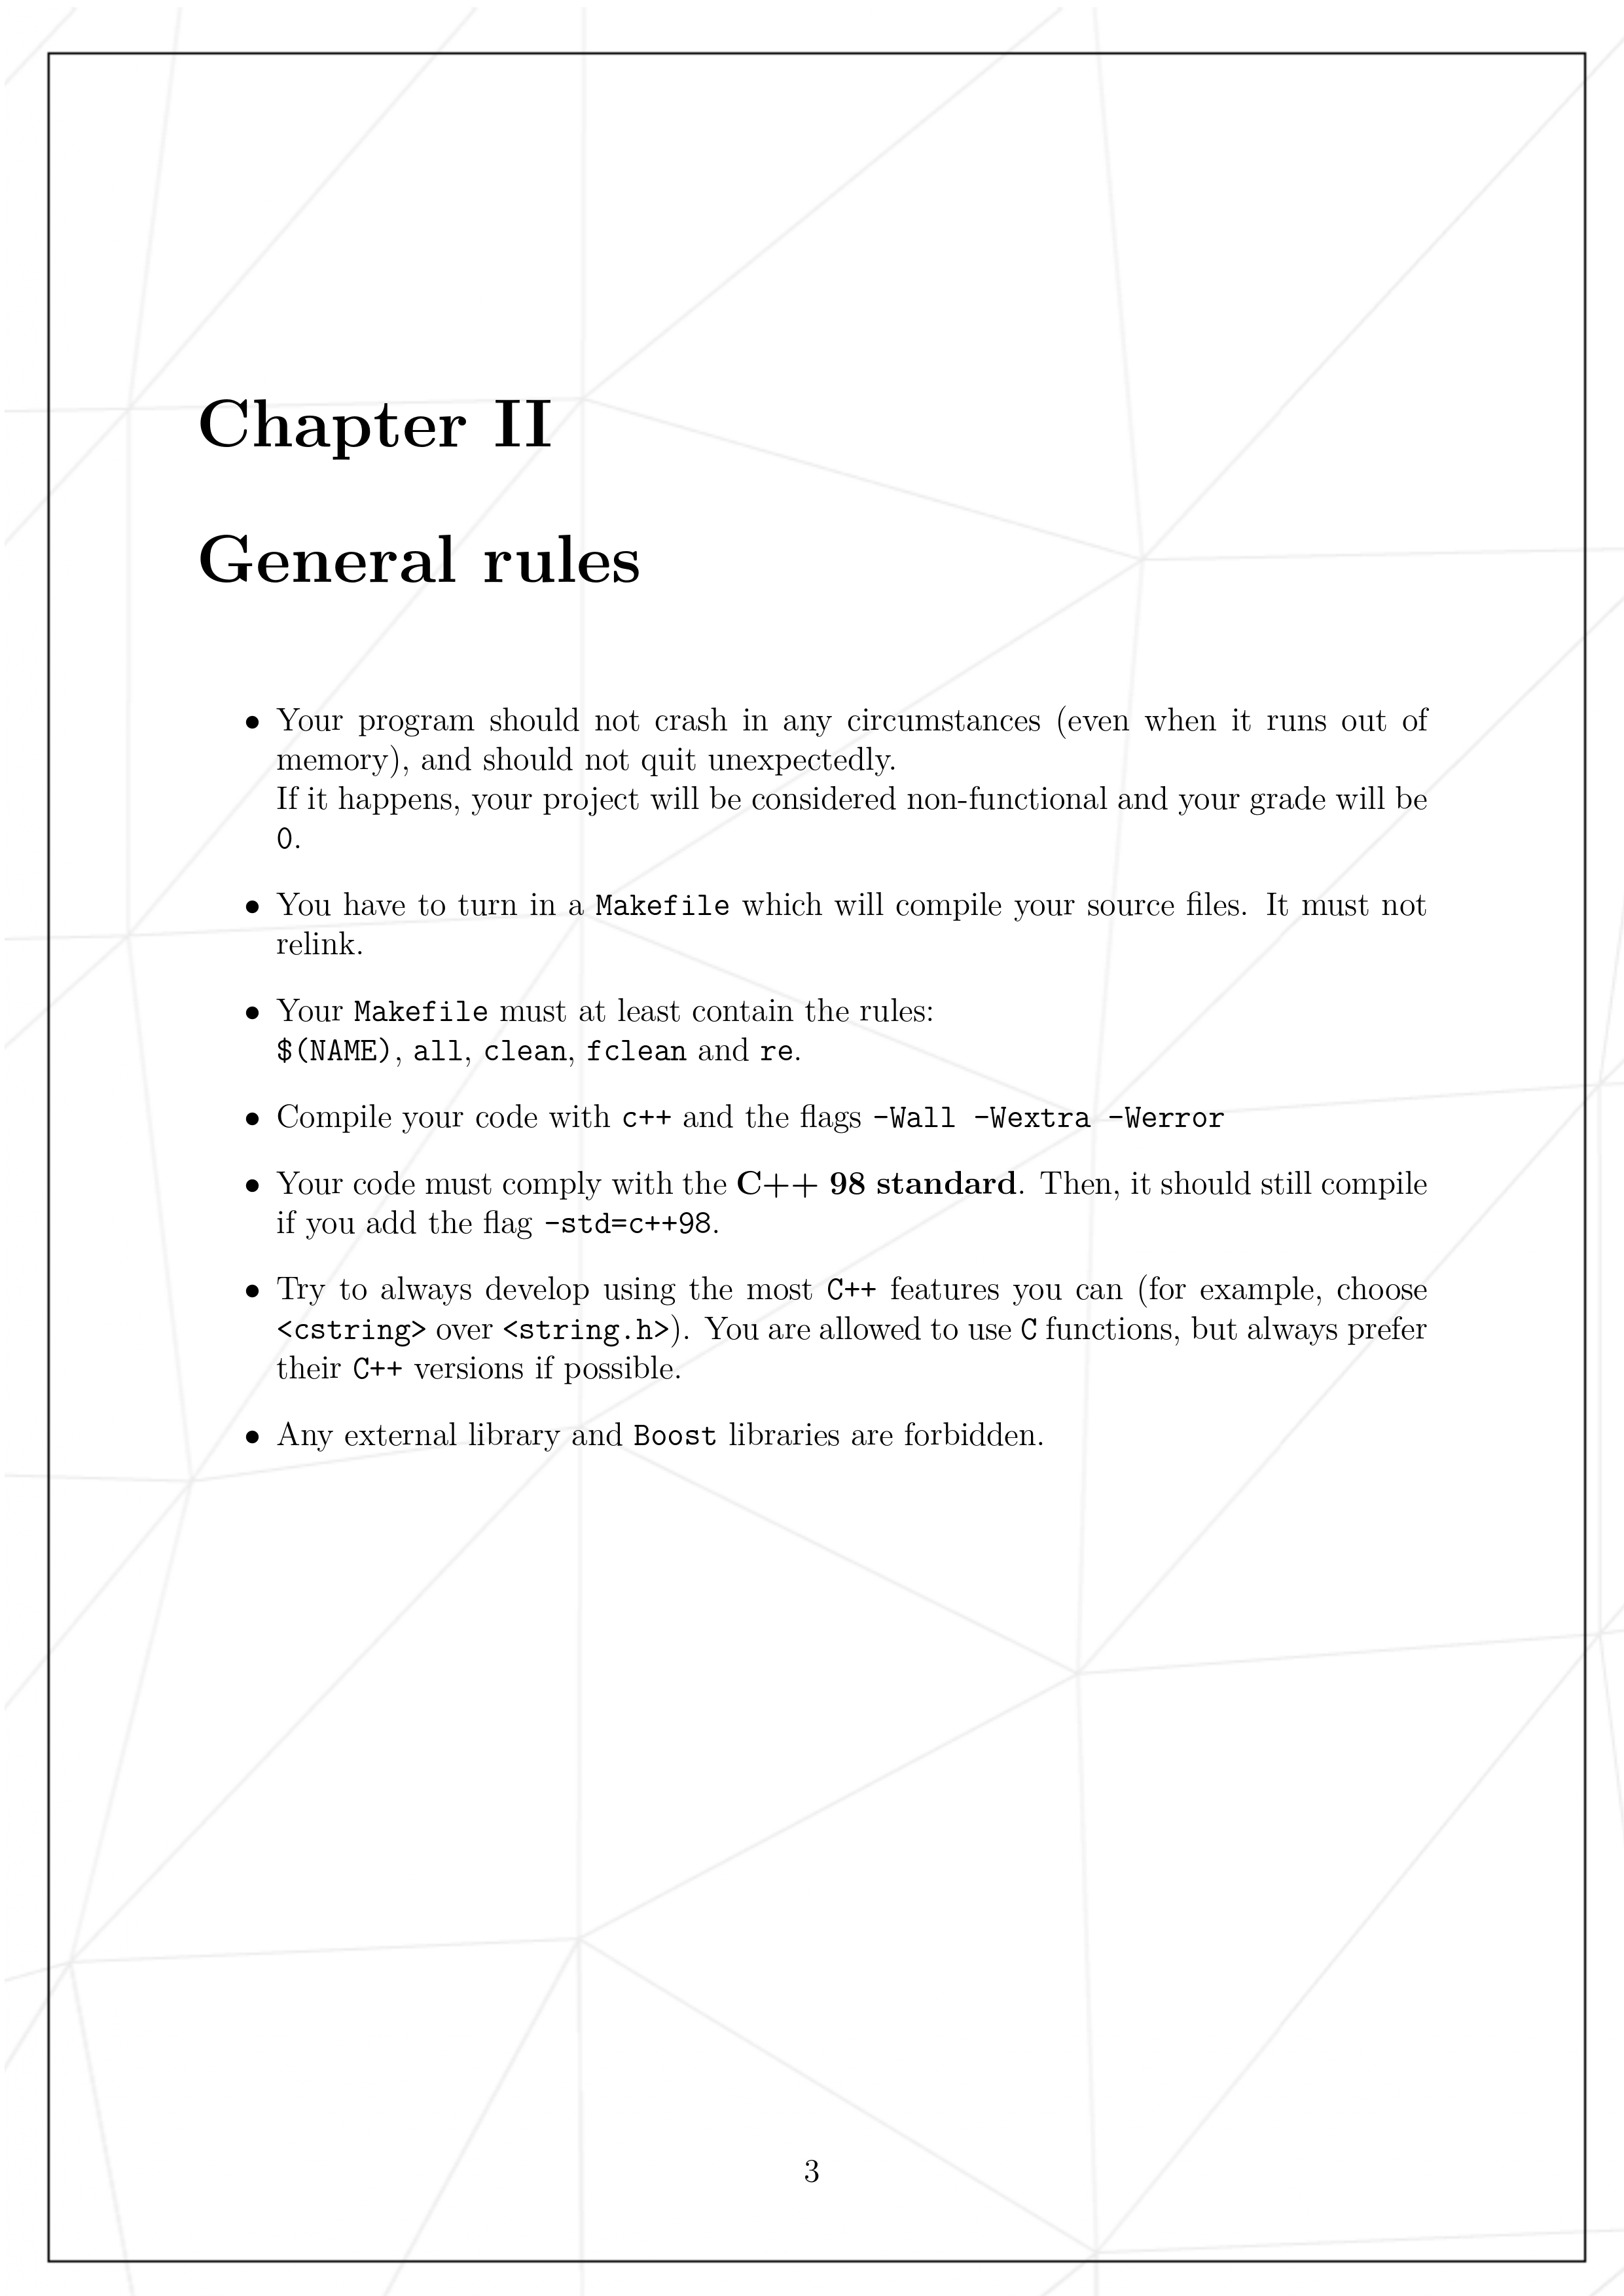 Chapter II
General rules
• Your program should not crash in any circumstances (even when it runs out of
memory), and should not quit unexpectedly.
If it happens, your project will be considered non-functional and your grade will be
0.
• You have to turn in a Makefile which will compile your source files. It must not
relink.
• Your Makefile must at least contain the rules:
$(NAME), all, clean, fclean and re.
• Compile your code with c++ and the flags -Wall -Wextra -Werror
• Your code must comply with the C++ 98 standard. Then, it should still compile
if you add the flag -std=c++98.
• Try to always develop using the most C++ features you can (for example, choose
<cstring> over <string.h>). You are allowed to use C functions, but always prefer
their C++ versions if possible.
• Any external library and Boost libraries are forbidden.
3